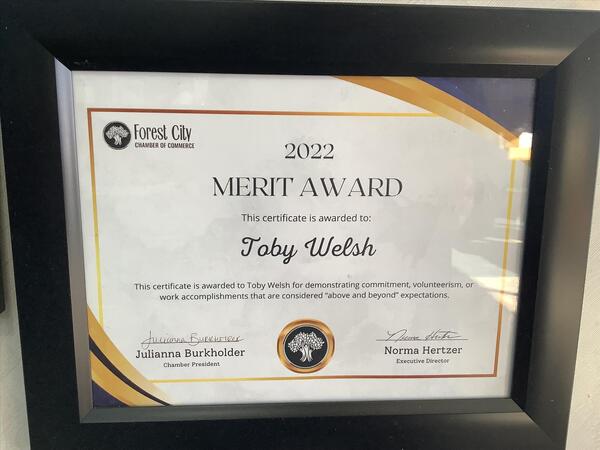 Forest City
CHAMBER OF COMMERCE
2022
MERIT AWARD
This certificate is awarded to:
Toby Welsh
This certificate is awarded to Toby Welsh for demonstrating commitment, volunteerism, or
work accomplishments that are considered "above and beyond" expectations.
Julianna Burkholder
Julianna Burkholder
Chamber President
Norma Hertzer
Norma Hertzer
Executive Director